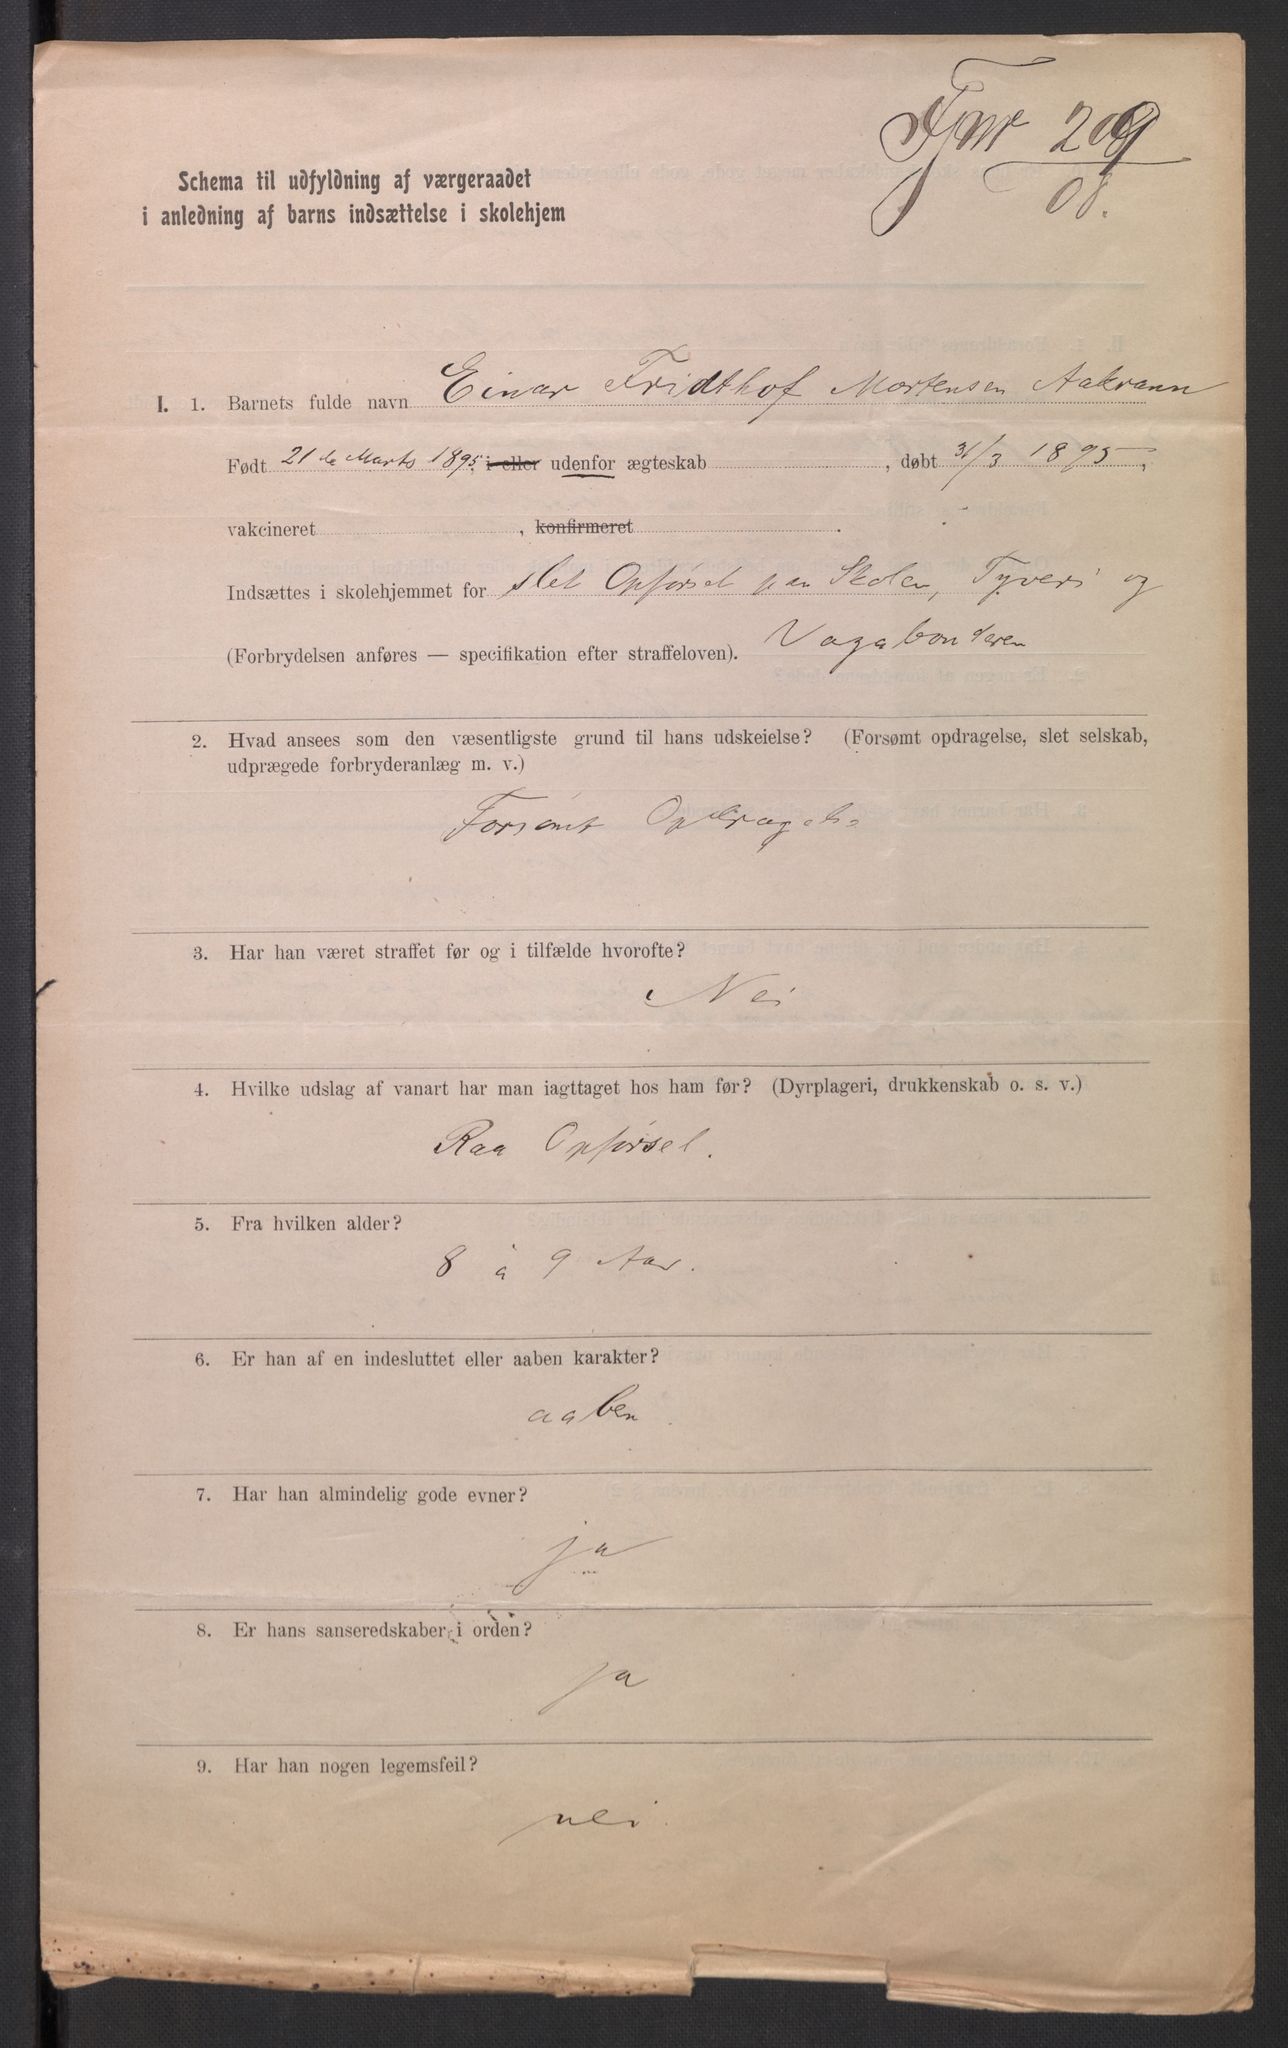 Jnr 209
08.
Schema til udfyldning af værgeraadet
i anledning af barns indsættelse i skolehjem
I. 1. Barnets fulde navn Einar Fridthof Mortensen Aakrann
Født 21de Marts 1895, i eller udenfor ægteskab , døbt 31/3 1895,
vakcineret , konfirmeret .
Indsættes i skolehjemmet for slet Opførsel paa Skolen, Tyveri og
(Forbrydelsen anføres — specifikation efter straffeloven). Vagabonderen
2. Hvad ansees som den væsentligste grund til hans udskeielse? (Forsømt opdragelse, slet selskab,
udprægede forbryderanlæg m. v.)
Forsømt Opdragelse
3. Har han været straffet før og i tilfælde hvorofte?
Nei
4. Hvilke udslag af vanart har man iagttaget hos ham før? (Dyrplageri, drukkenskab o. s. v.)
Raa Opførsel.
5. Fra hvilken alder?
8 à 9 Aar.
6. Er han af en indesluttet eller aaben karakter?
aaben.
7. Har han almindelig gode evner?
ja
8. Er hans sanseredskaber i orden?
ja
9. Har han nogen legemsfeil?
nei.